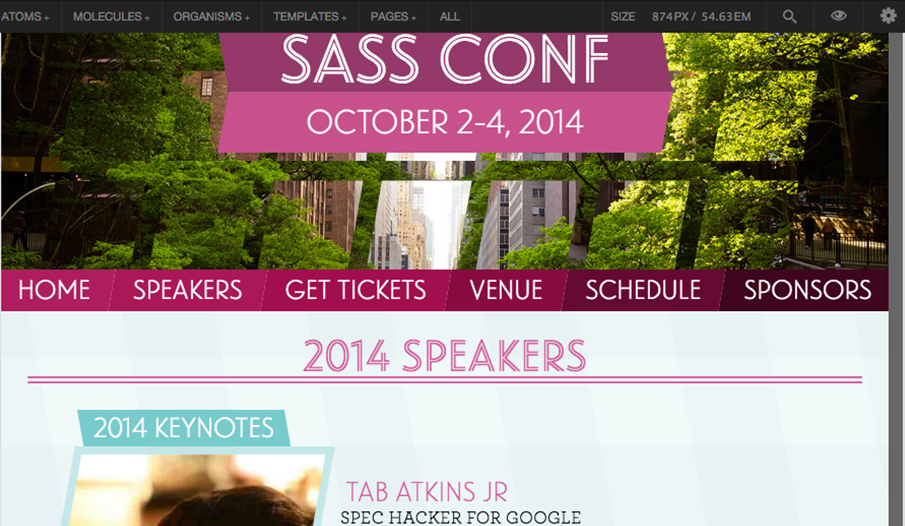 ATOMS + MOLECULES + ORGANISMS + TEMPLATES + PAGES + ALL SIZE 874PX / 54.63EM
SASS CONF
OCTOBER 2-4, 2014
HOME SPEAKERS GET TICKETS VENUE SCHEDULE SPONSORS
2014 SPEAKERS
2014 KEYNOTES
TAB ATKINS JR
SPEC HACKER FOR GOOGLE